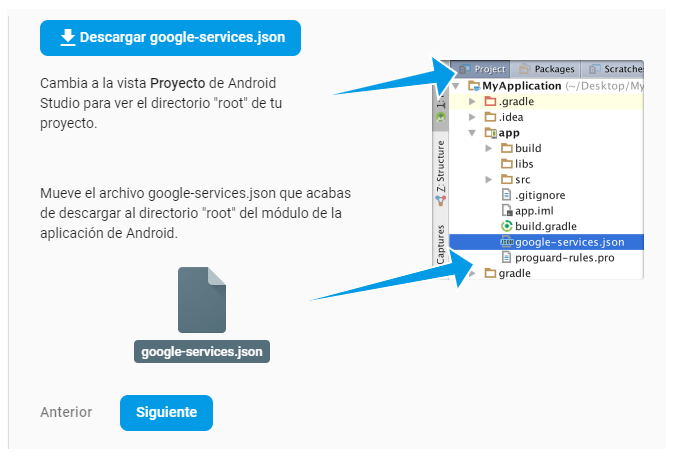 Descargar google-services.json
Cambia a la vista Proyecto de Android
Studio para ver el directorio "root" de tu
proyecto.
Mueve el archivo google-services.json que acabas
de descargar al directorio "root" del módulo de la
aplicación de Android.
google-services.json
Anterior
Siguiente
Project
Packages
Scratche
MyApplication (~/Desktop/My
.gradle
.idea
app
build
libs
src
.gitignore
app.iml
build.gradle
google-services.json
proguard-rules.pro
gradle
Z: Structure
Captures